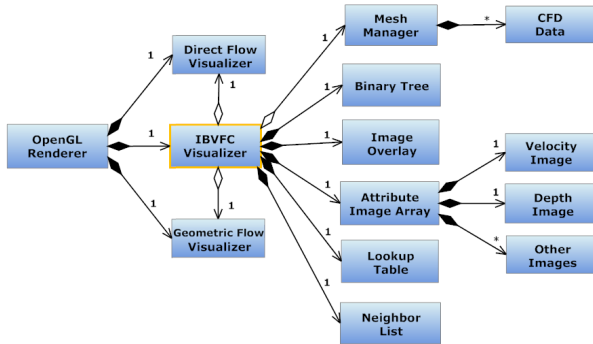 OpenGL
Renderer
1
1
1
Direct Flow
Visualizer
1
IBVFC
Visualizer
1
Geometric Flow
Visualizer
1
1
1
1
1
1
Mesh
Manager
*
CFD
Data
Binary Tree
Image
Overlay
Attribute
Image Array
1
1
*
Velocity
Image
Depth
Image
Other
Images
Lookup
Table
Neighbor
List